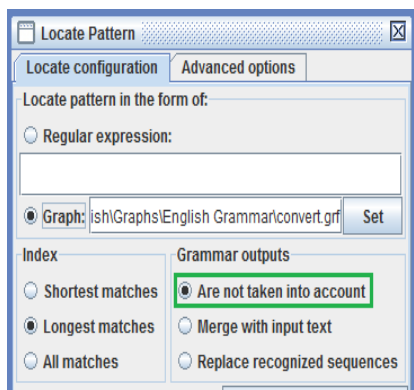 Locate Pattern
Locate configuration Advanced options
Locate pattern in the form of:
Regular expression:
Graph: ish\Graphs\English Grammar\convert.grf Set
Index Grammar outputs
Shortest matches Are not taken into account
Longest matches Merge with input text
All matches Replace recognized sequences